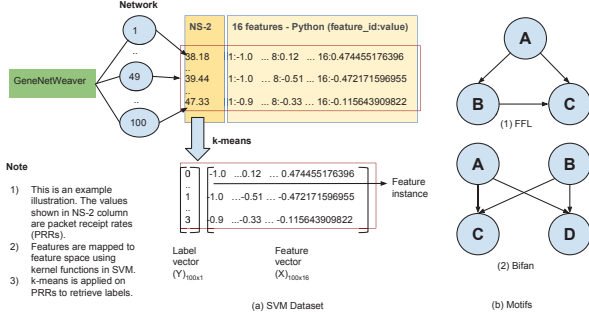 Network
NS-2
16 features - Python (feature_id:value)
GeneNetWeaver
1
..
49
..
100
38.18 1:-1.0 ... 8:0.12 ... 16:0.474455176396
..
39.44 1:-1.0 ... 8:-0.51 ... 16:-0.472171596955
..
47.33 1:-0.9 ... 8:-0.33 ... 16:-0.115643909822
k-means
0 -1.0 ...0.12 ... 0.474455176396
..
1 -1.0 ...-0.51 ... -0.472171596955
..
3 -0.9 ...-0.33 ... -0.115643909822
Feature
instance
Label
vector
(Y)100x1
Feature
vector
(X)100x16
Note
1) This is an example
illustration. The values
shown in NS-2 column
are packet receipt rates
(PRRs).
2) Features are mapped to
feature space using
kernel functions in SVM.
3) k-means is applied on
PRRs to retrieve labels.
(a) SVM Dataset
A
B
C
(1) FFL
A
B
C
D
(2) Bifan
(b) Motifs